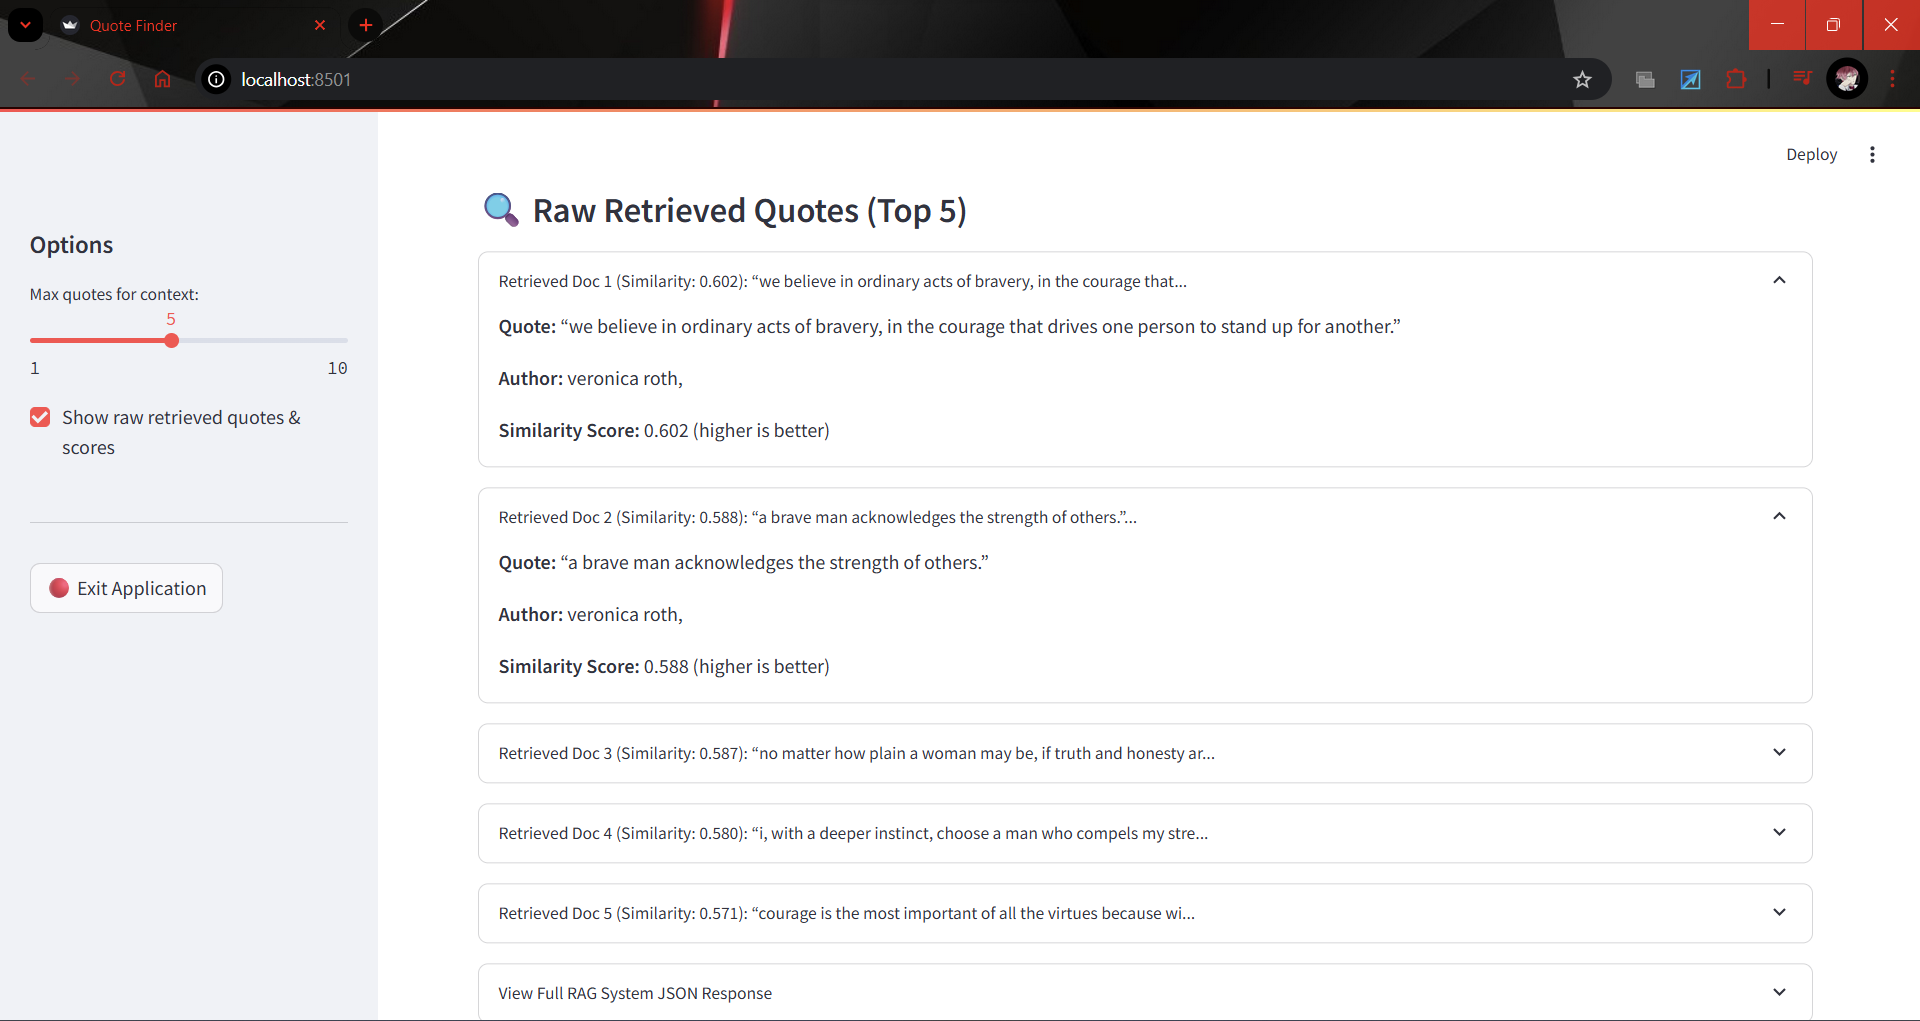 Quote Finder
localhost:8501
Deploy
Options
Max quotes for context:
5
1 10
Show raw retrieved quotes &
scores
Exit Application
Raw Retrieved Quotes (Top 5)
Retrieved Doc 1 (Similarity: 0.602): “we believe in ordinary acts of bravery, in the courage that...
Quote: “we believe in ordinary acts of bravery, in the courage that drives one person to stand up for another.”
Author: veronica roth,
Similarity Score: 0.602 (higher is better)
Retrieved Doc 2 (Similarity: 0.588): “a brave man acknowledges the strength of others.”...
Quote: “a brave man acknowledges the strength of others.”
Author: veronica roth,
Similarity Score: 0.588 (higher is better)
Retrieved Doc 3 (Similarity: 0.587): “no matter how plain a woman may be, if truth and honesty ar...
Retrieved Doc 4 (Similarity: 0.580): “i, with a deeper instinct, choose a man who compels my stre...
Retrieved Doc 5 (Similarity: 0.571): “courage is the most important of all the virtues because wi...
View Full RAG System JSON Response